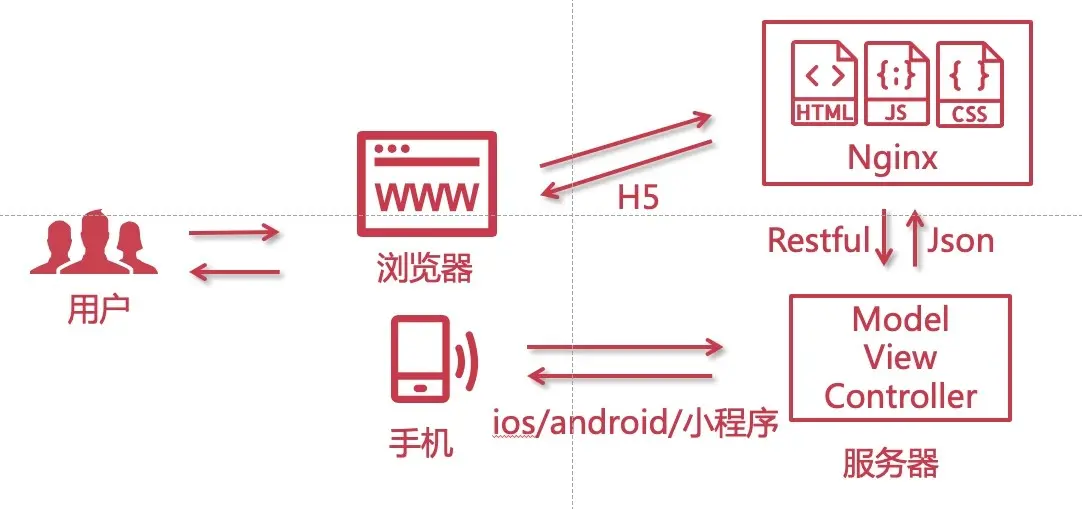 用户
WWW
浏览器
手机
H5
ios/android/小程序
HTML
JS
CSS
Nginx
Restful
Json
Model
View
Controller
服务器